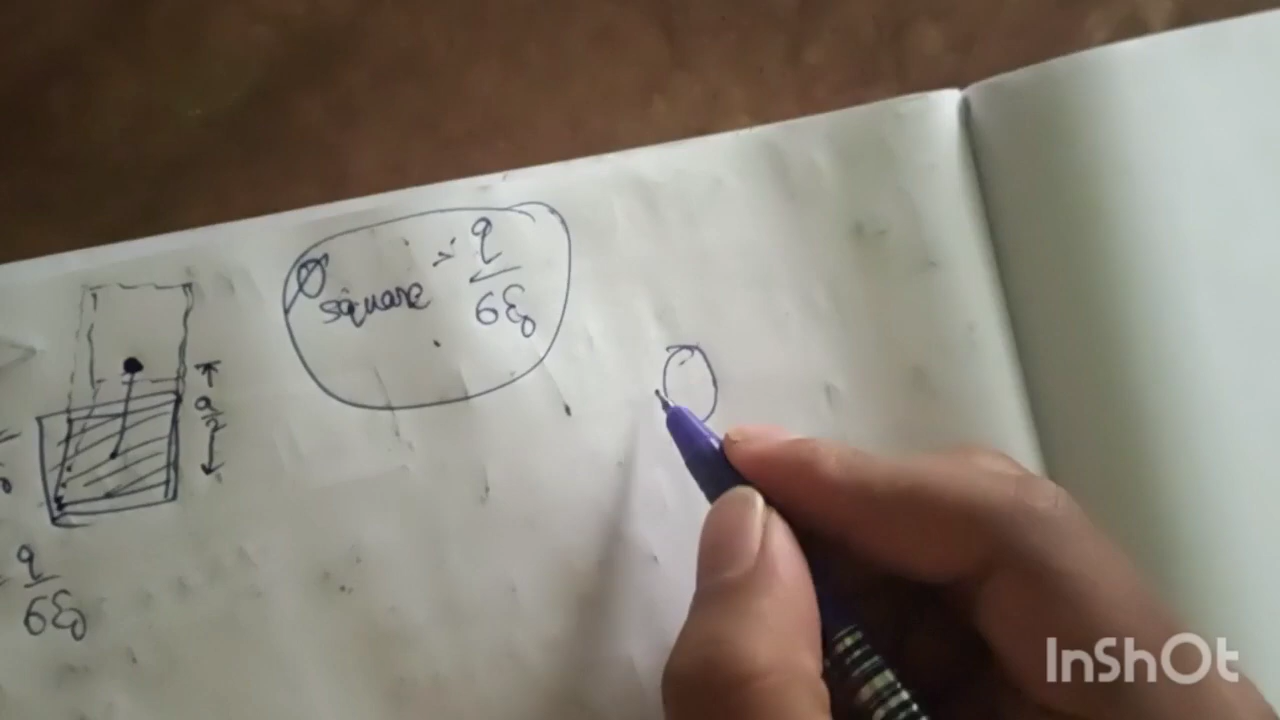 Φ square = q/6ε₀
a/2
q/6ε₀
InShOt